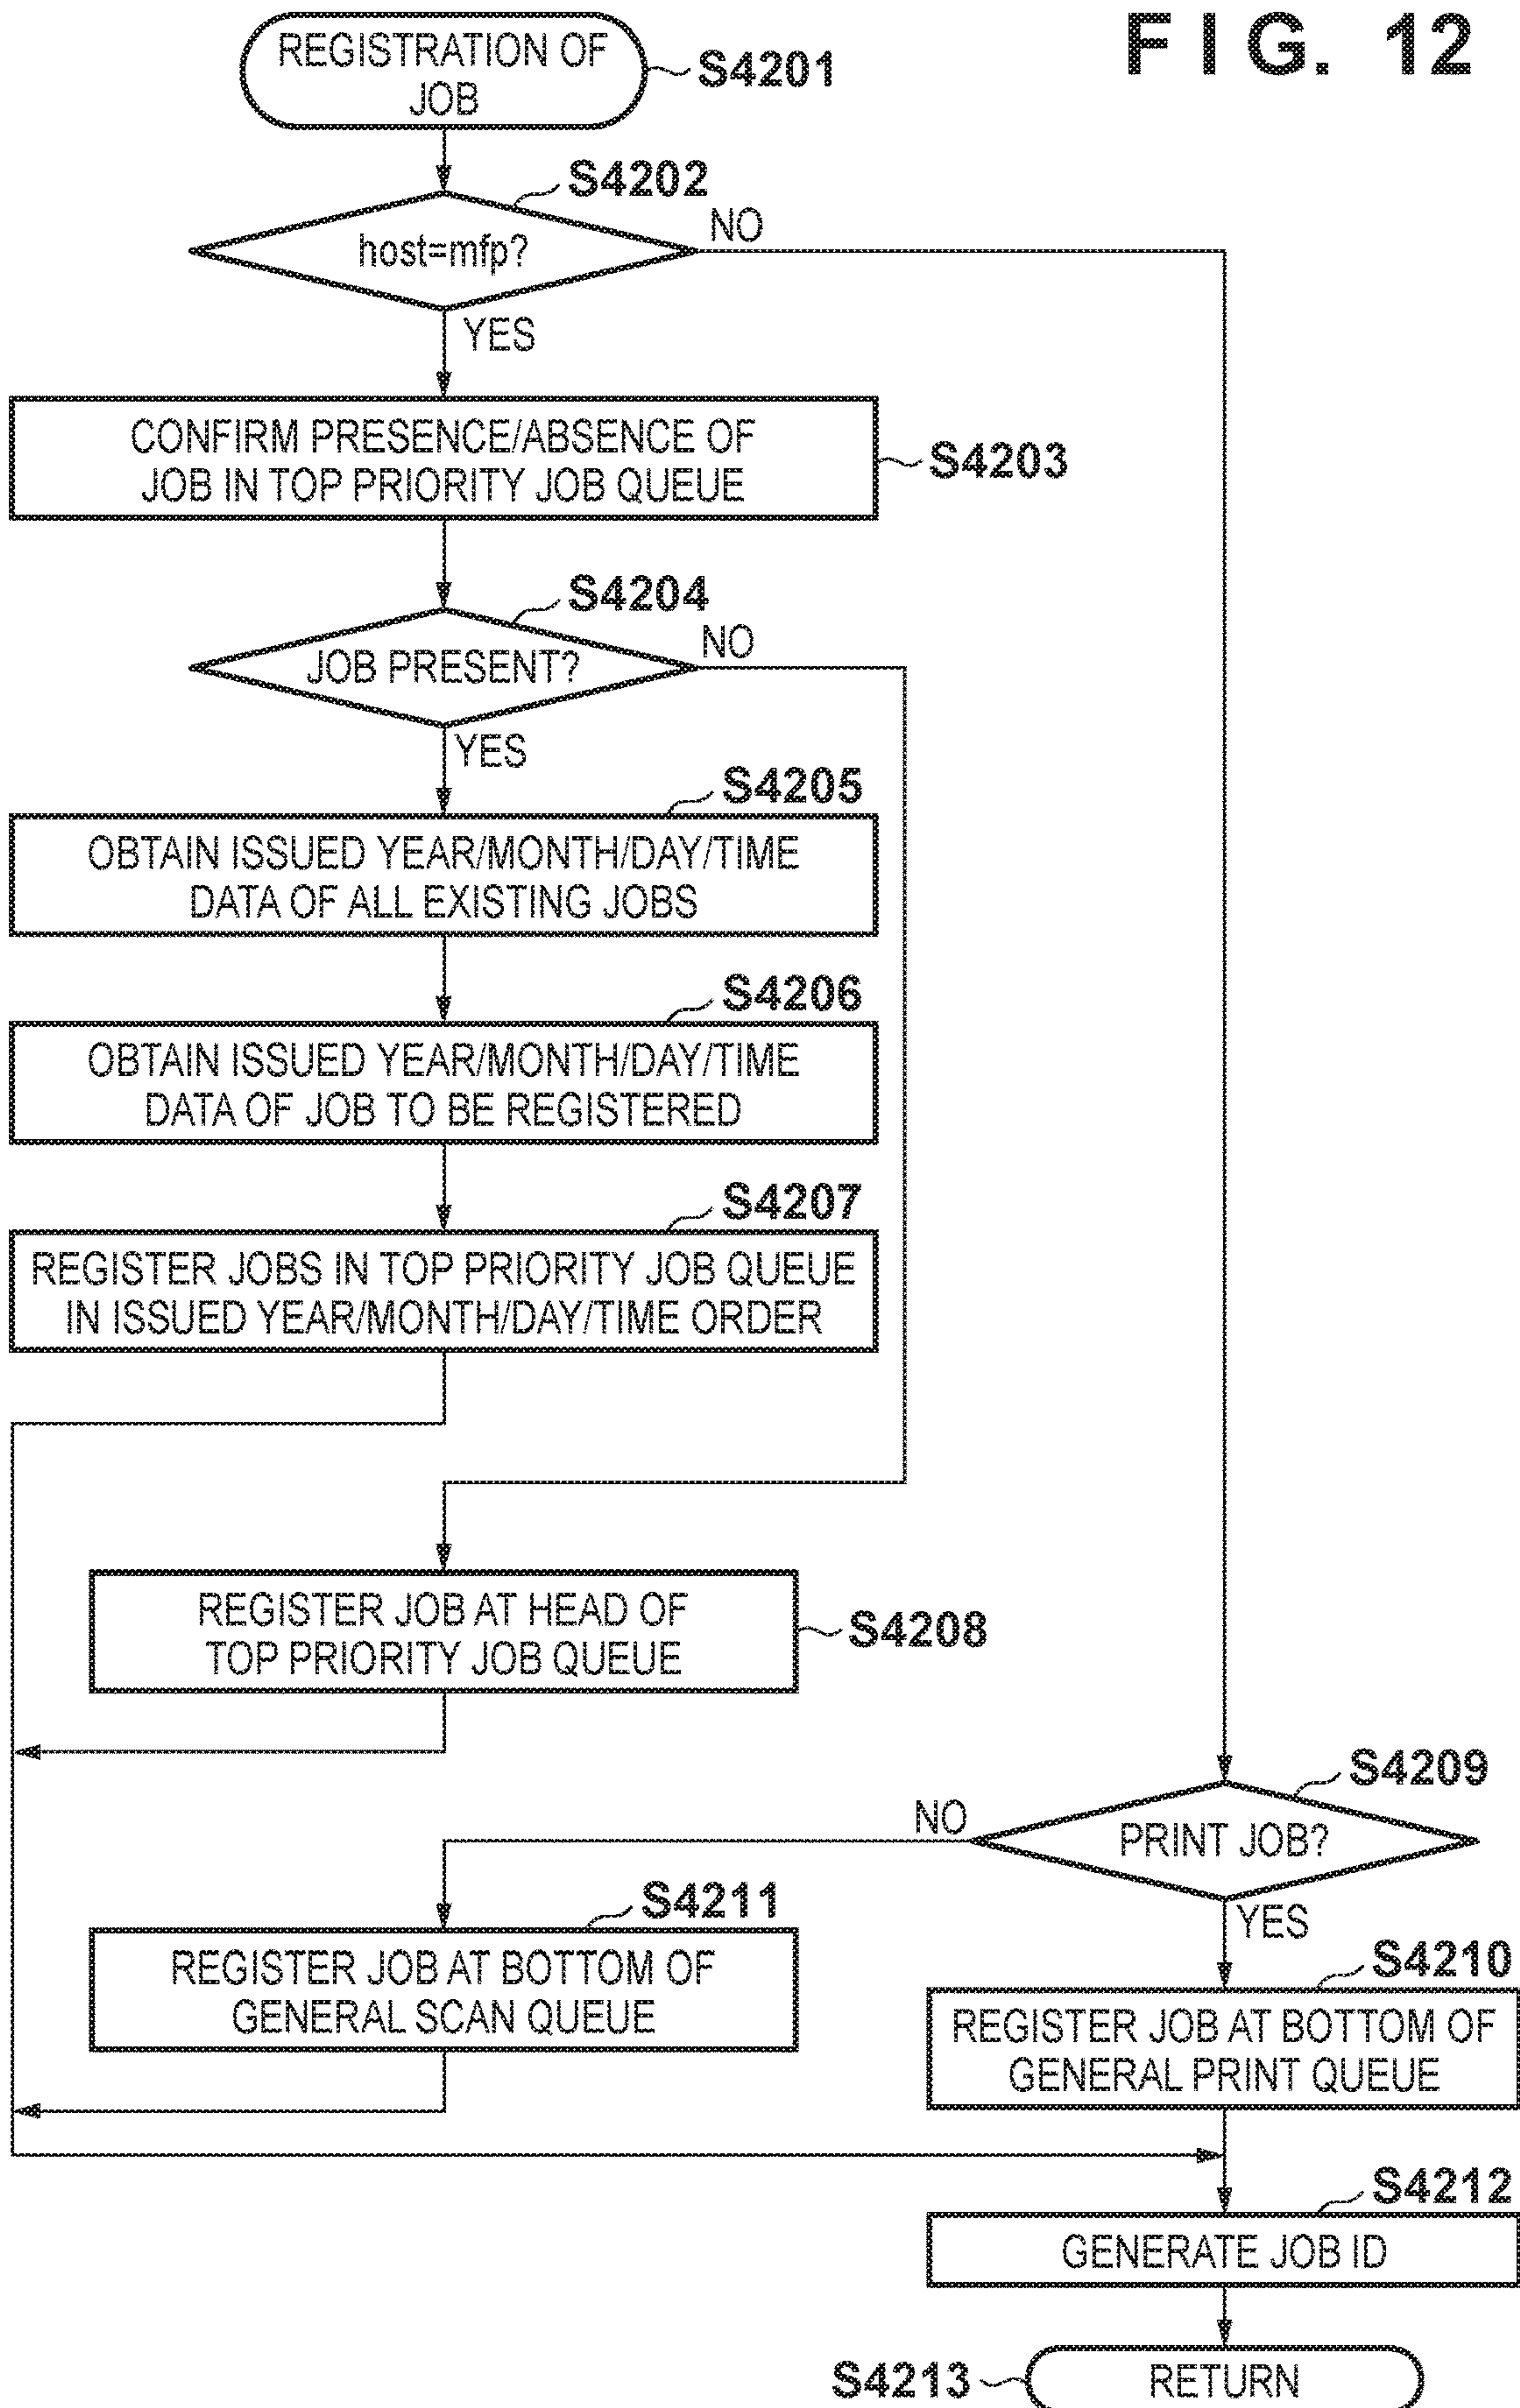 FIG. 12
REGISTRATION OF
JOB
S4201
S4202
host=mfp?
NO
YES
CONFIRM PRESENCE/ABSENCE OF
JOB IN TOP PRIORITY JOB QUEUE
S4203
S4204
JOB PRESENT?
NO
YES
S4205
OBTAIN ISSUED YEAR/MONTH/DAY/TIME
DATA OF ALL EXISTING JOBS
S4206
OBTAIN ISSUED YEAR/MONTH/DAY/TIME
DATA OF JOB TO BE REGISTERED
S4207
REGISTER JOBS IN TOP PRIORITY JOB QUEUE
IN ISSUED YEAR/MONTH/DAY/TIME ORDER
REGISTER JOB AT HEAD OF
TOP PRIORITY JOB QUEUE
S4208
S4209
PRINT JOB?
NO
YES
S4211
REGISTER JOB AT BOTTOM OF
GENERAL SCAN QUEUE
S4210
REGISTER JOB AT BOTTOM OF
GENERAL PRINT QUEUE
S4212
GENERATE JOB ID
S4213
RETURN